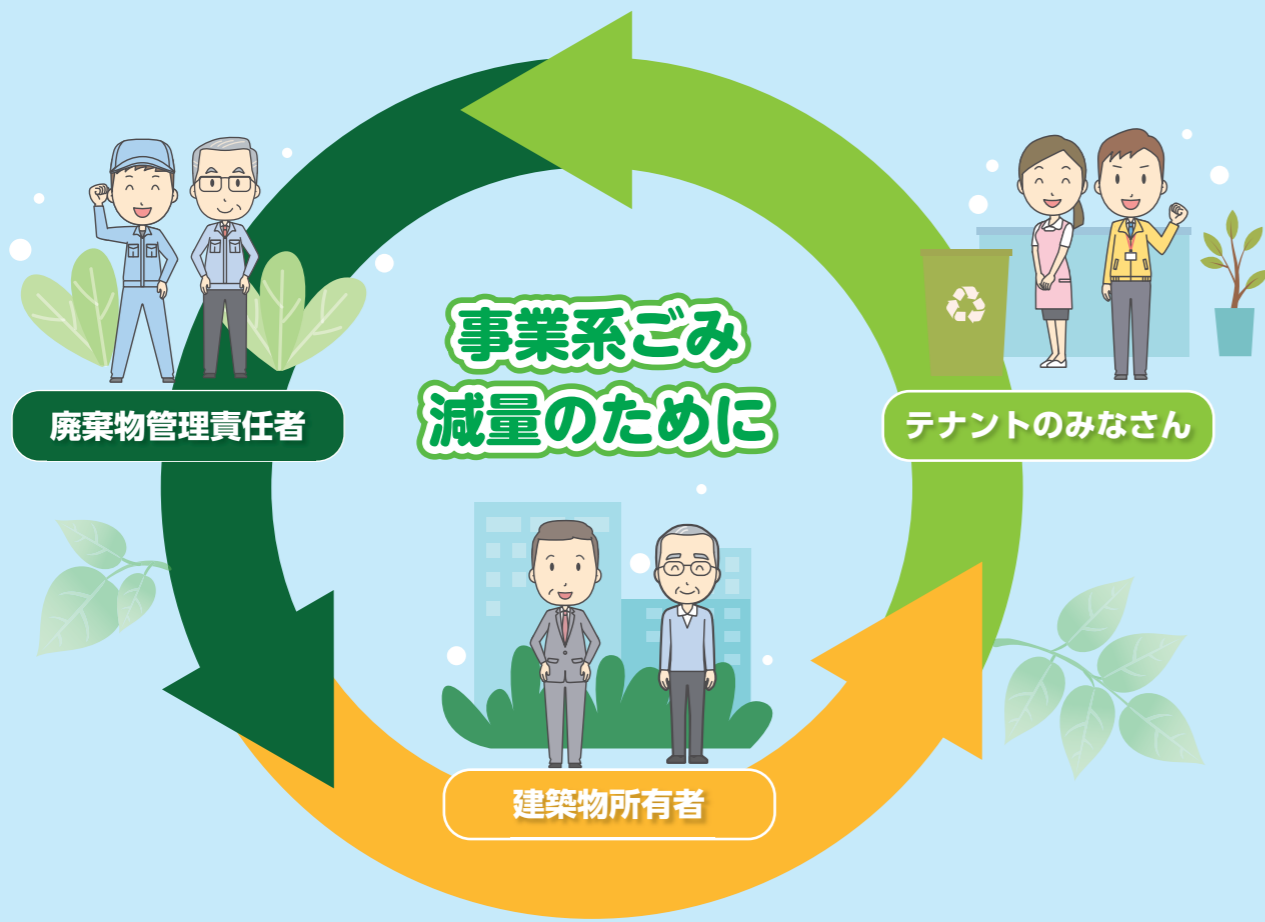 事業系ごみ
減量のために
廃棄物管理責任者
テナントのみなさん
建築物所有者